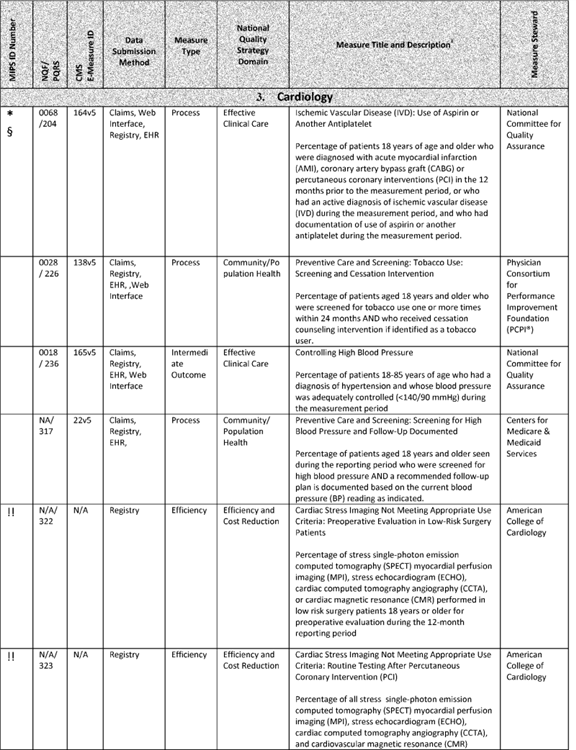 MIPS ID Number
NQF/
PQRS
CMS
E-Measure ID
Data
Submission
Method
Measure
Type
National
Quality
Strategy
Domain
Measure Title and Description¥
Measure Steward
3. Cardiology
*
§
0068
/204
164v5
Claims, Web
Interface,
Registry, EHR
Process
Effective
Clinical Care
Ischemic Vascular Disease (IVD): Use of Aspirin or
Another Antiplatelet
Percentage of patients 18 years of age and older who
were diagnosed with acute myocardial infarction
(AMI), coronary artery bypass graft (CABG) or
percutaneous coronary interventions (PCI) in the 12
months prior to the measurement period, or who
had an active diagnosis of ischemic vascular disease
(IVD) during the measurement period, and who had
documentation of use of aspirin or another
antiplatelet during the measurement period.
National
Committee for
Quality
Assurance
0028
/ 226
138v5
Claims,
Registry,
EHR, ,Web
Interface
Process
Community/Po
pulation Health
Preventive Care and Screening: Tobacco Use:
Screening and Cessation Intervention
Percentage of patients aged 18 years and older who
were screened for tobacco use one or more times
within 24 months AND who received cessation
counseling intervention if identified as a tobacco
user.
Physician
Consortium
for
Performance
Improvement
Foundation
(PCPI®)
0018
/ 236
165v5
Claims,
Registry,
EHR, Web
Interface
Intermedi
ate
Outcome
Effective
Clinical Care
Controlling High Blood Pressure
Percentage of patients 18-85 years of age who had a
diagnosis of hypertension and whose blood pressure
was adequately controlled (<140/90 mmHg) during
the measurement period
National
Committee for
Quality
Assurance
NA/
317
22v5
Claims,
Registry,
EHR,
Process
Community/
Population
Health
Preventive Care and Screening: Screening for High
Blood Pressure and Follow-Up Documented
Percentage of patients aged 18 years and older seen
during the reporting period who were screened for
high blood pressure AND a recommended follow-up
plan is documented based on the current blood
pressure (BP) reading as indicated.
Centers for
Medicare &
Medicaid
Services
!!
N/A/
322
N/A
Registry
Efficiency
Efficiency and
Cost Reduction
Cardiac Stress Imaging Not Meeting Appropriate Use
Criteria: Preoperative Evaluation in Low-Risk Surgery
Patients
Percentage of stress single-photon emission
computed tomography (SPECT) myocardial perfusion
imaging (MPI), stress echocardiogram (ECHO),
cardiac computed tomography angiography (CCTA),
or cardiac magnetic resonance (CMR) performed in
low risk surgery patients 18 years or older for
preoperative evaluation during the 12-month
reporting period
American
College of
Cardiology
!!
N/A/
323
N/A
Registry
Efficiency
Efficiency and
Cost Reduction
Cardiac Stress Imaging Not Meeting Appropriate Use
Criteria: Routine Testing After Percutaneous
Coronary Intervention (PCI)
Percentage of all stress single-photon emission
computed tomography (SPECT) myocardial perfusion
imaging (MPI), stress echocardiogram (ECHO),
cardiac computed tomography angiography (CCTA),
and cardiovascular magnetic resonance (CMR)
American
College of
Cardiology